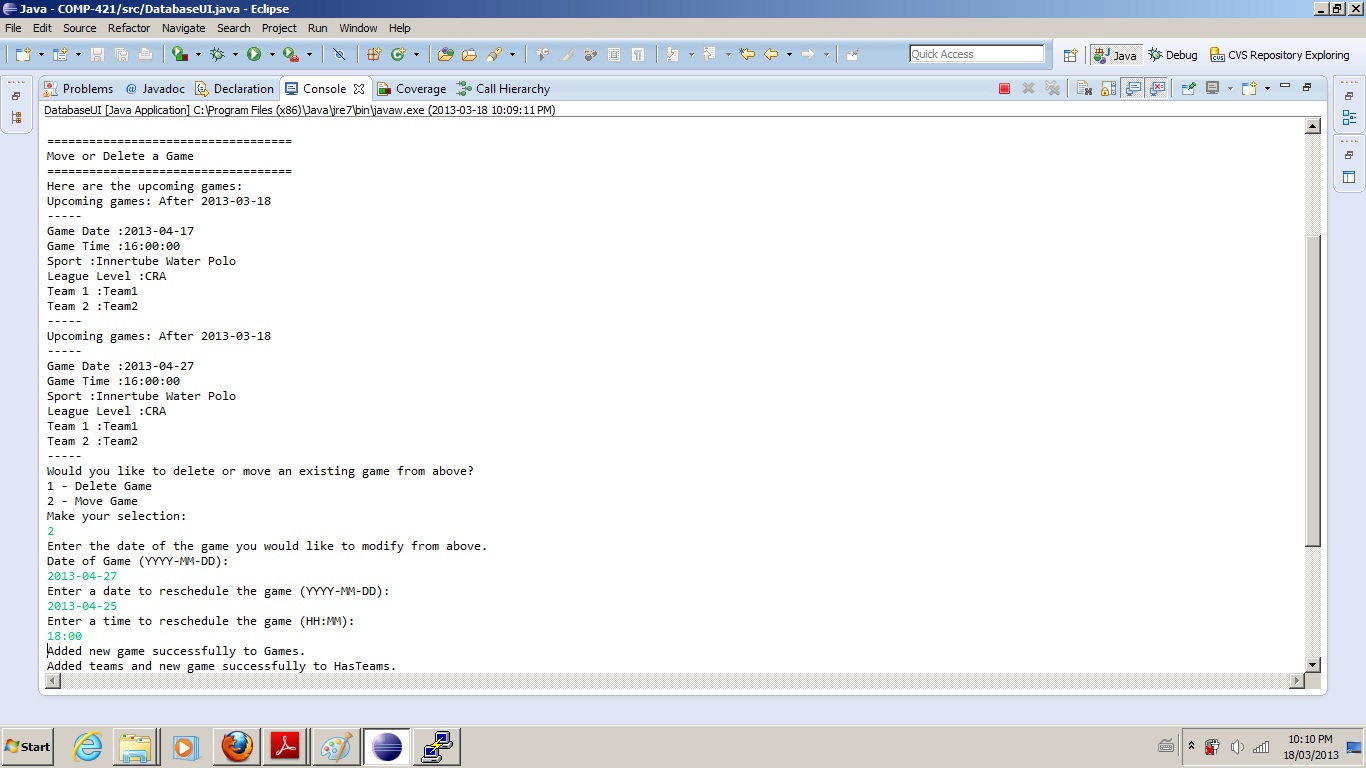 Java - COMP-421/src/DatabaseUI.java - Eclipse
File Edit Source Refactor Navigate Search Project Run Window Help
Quick Access Java Debug CVS Repository Exploring
Problems @ Javadoc Declaration Console Coverage Call Hierarchy
DatabaseUI [Java Application] C:\Program Files (x86)\Java\jre7\bin\javaw.exe (2013-03-18 10:09:11 PM)
===================================
Move or Delete a Game
===================================
Here are the upcoming games:
Upcoming games: After 2013-03-18
-----
Game Date :2013-04-17
Game Time :16:00:00
Sport :Innertube Water Polo
League Level :CRA
Team 1 :Team1
Team 2 :Team2
-----
Upcoming games: After 2013-03-18
-----
Game Date :2013-04-27
Game Time :16:00:00
Sport :Innertube Water Polo
League Level :CRA
Team 1 :Team1
Team 2 :Team2
-----
Would you like to delete or move an existing game from above?
1 - Delete Game
2 - Move Game
Make your selection:
2
Enter the date of the game you would like to modify from above.
Date of Game (YYYY-MM-DD):
2013-04-27
Enter a date to reschedule the game (YYYY-MM-DD):
2013-04-25
Enter a time to reschedule the game (HH:MM):
18:00
Added new game successfully to Games.
Added teams and new game successfully to HasTeams.
Start
10:10 PM
18/03/2013